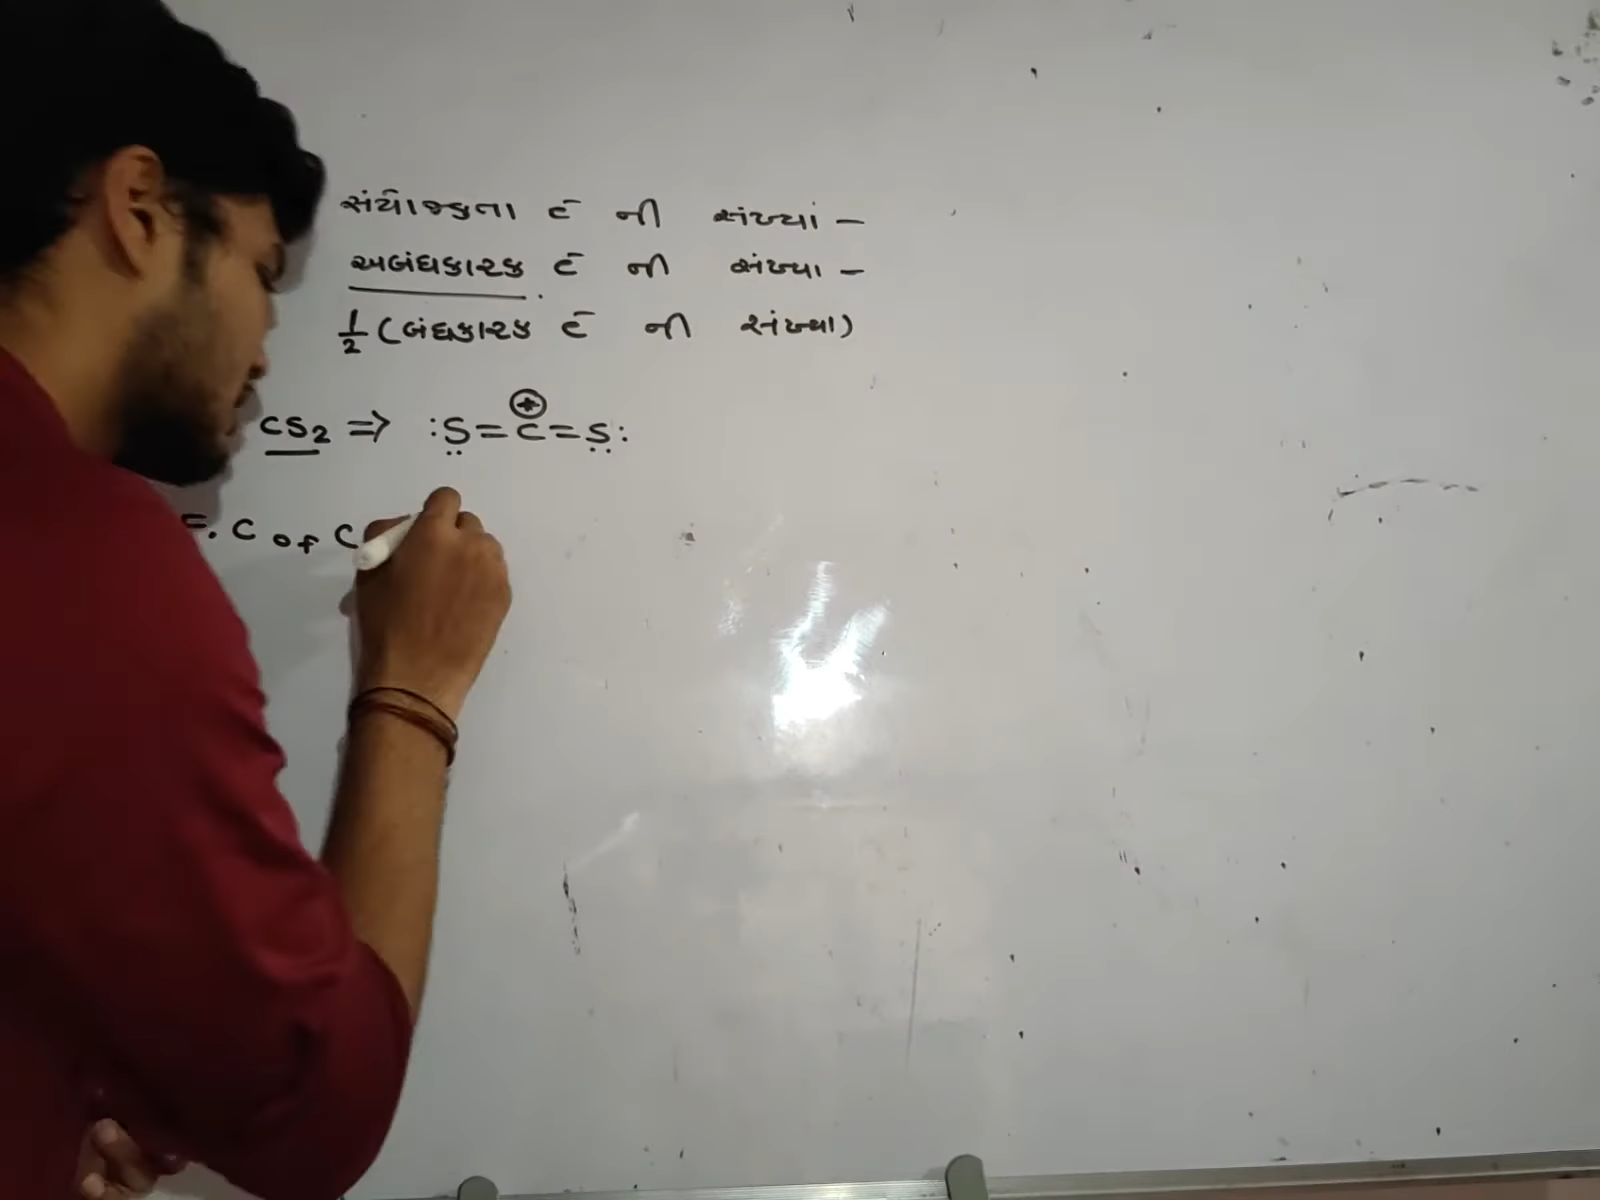 સંયોજકતા ē ની સંખ્યા –
અબંધકારક ē ની સંખ્યા –
1/2 (બંધકારક ē ની સંખ્યા)
CS₂ ⇒ :S̤=C⊕=S̤:
F. C of C